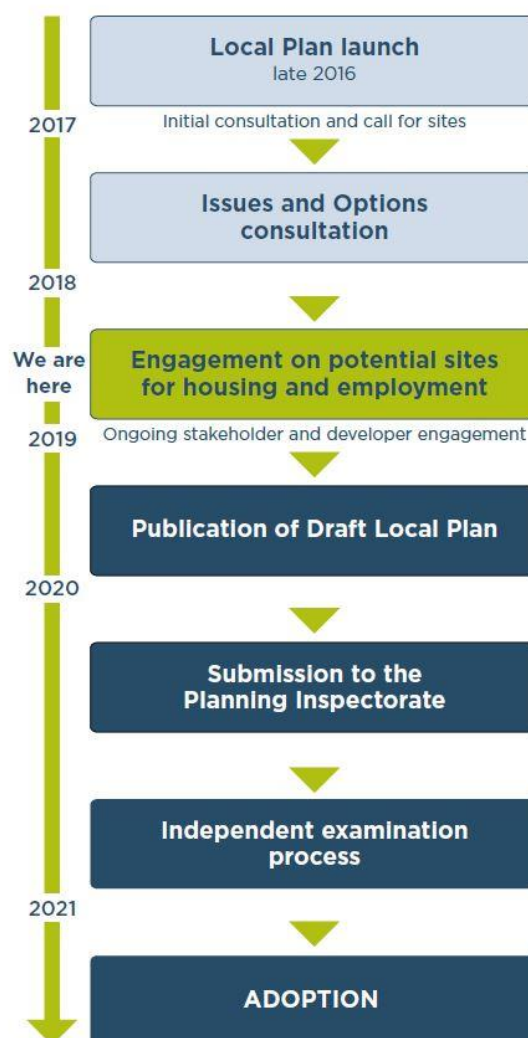 Local Plan launch
late 2016
2017
Initial consultation and call for sites
Issues and Options
consultation
2018
We are
here
Engagement on potential sites
for housing and employment
2019
Ongoing stakeholder and developer engagement
Publication of Draft Local Plan
2020
Submission to the
Planning Inspectorate
Independent examination
process
2021
ADOPTION